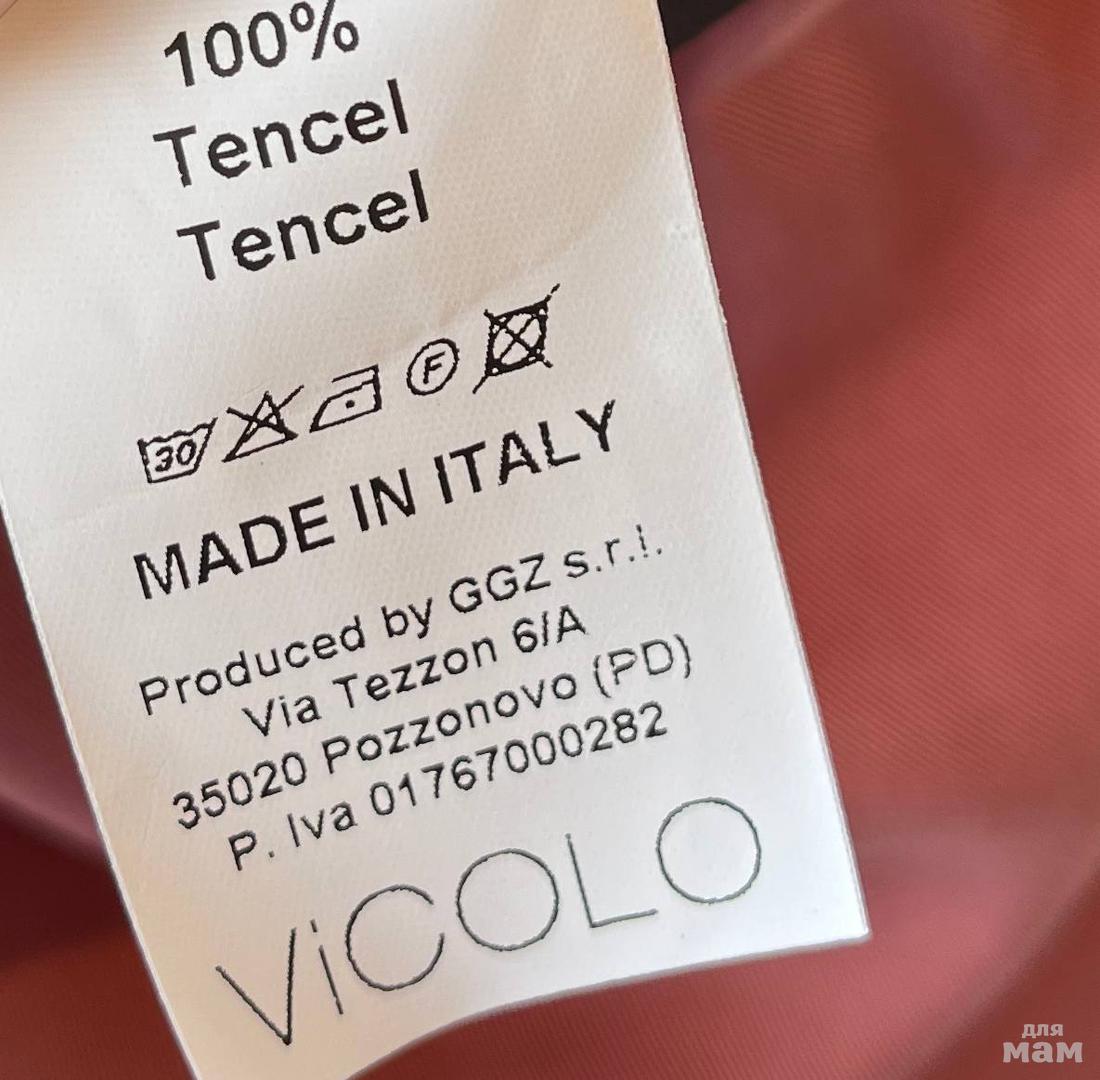 100%
Tencel
Tencel
30 F
MADE IN ITALY
Produced by GGZ s.r.l.
Via Tezzon 6/A
35020 Pozzonovo (PD)
P. Iva 01767000282
ViCOLO
для
мам